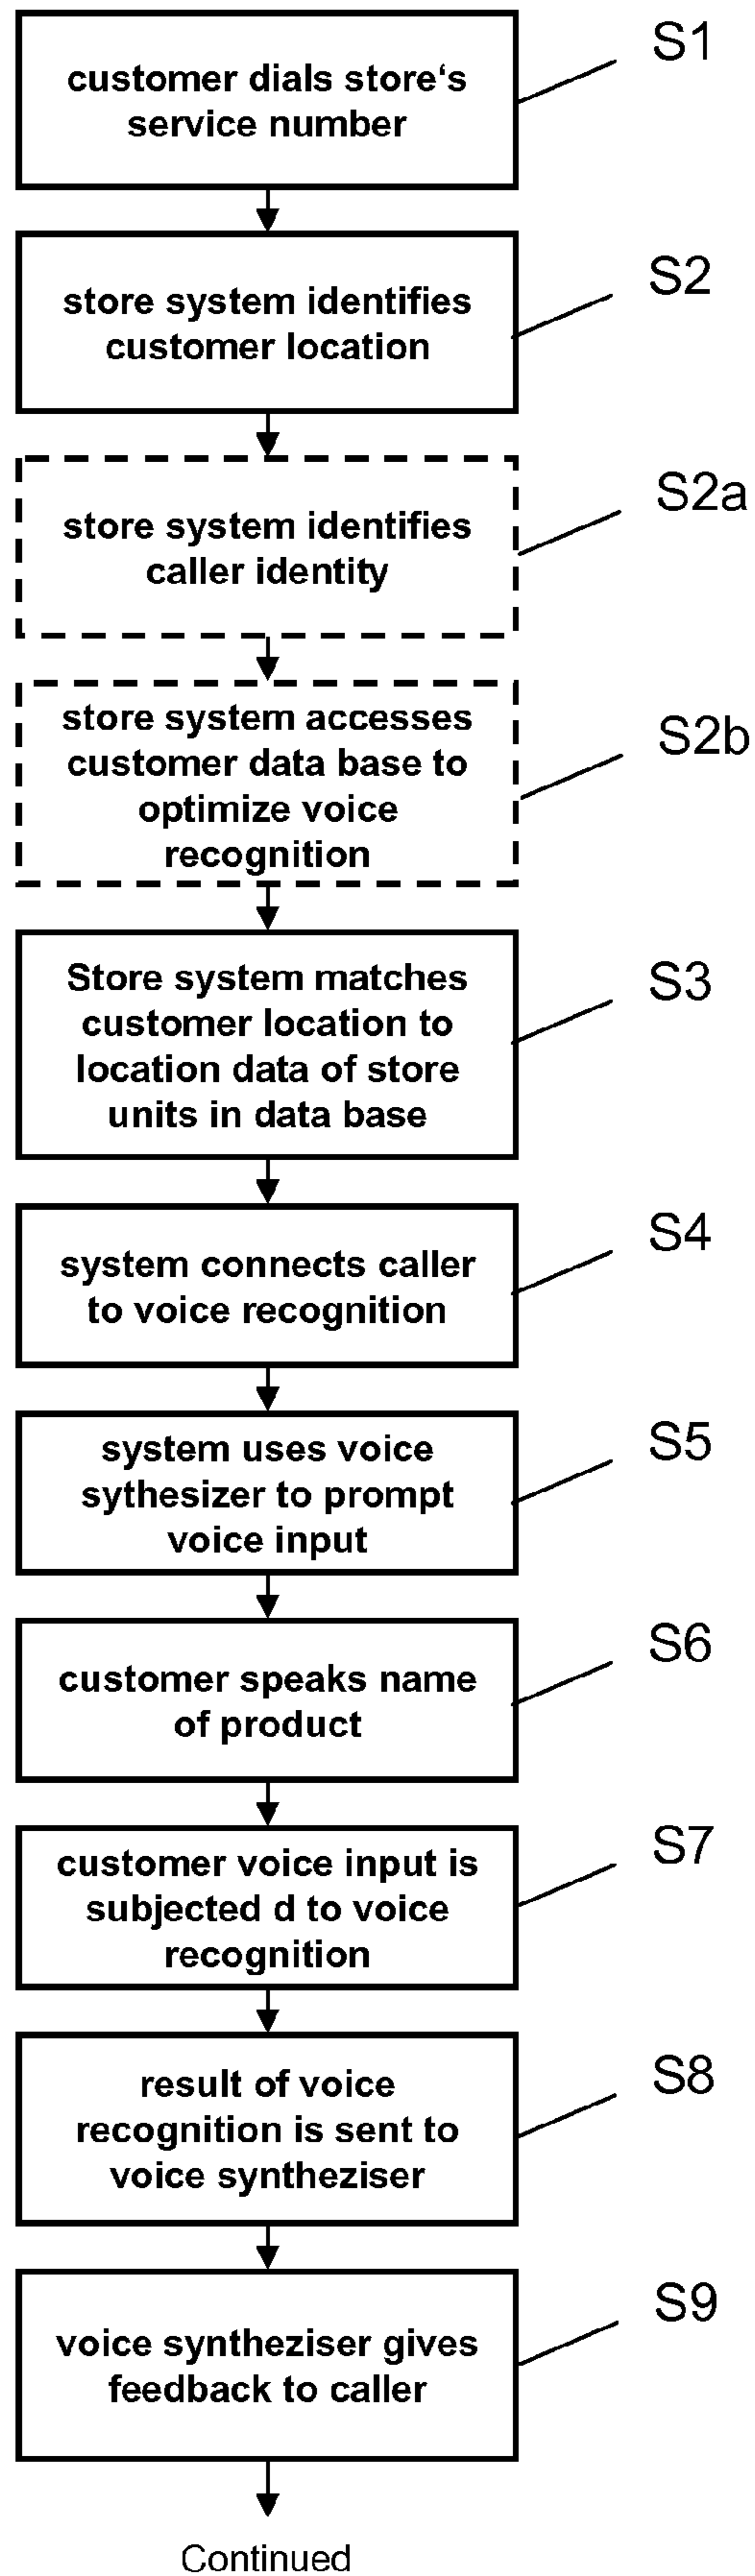 customer dials store‘s
service number
S1
store system identifies
customer location
S2
store system identifies
caller identity
S2a
store system accesses
customer data base to
optimize voice
recognition
S2b
Store system matches
customer location to
location data of store
units in data base
S3
system connects caller
to voice recognition
S4
system uses voice
sythesizer to prompt
voice input
S5
customer speaks name
of product
S6
customer voice input is
subjected d to voice
recognition
S7
result of voice
recognition is sent to
voice syntheziser
S8
voice syntheziser gives
feedback to caller
S9
Continued